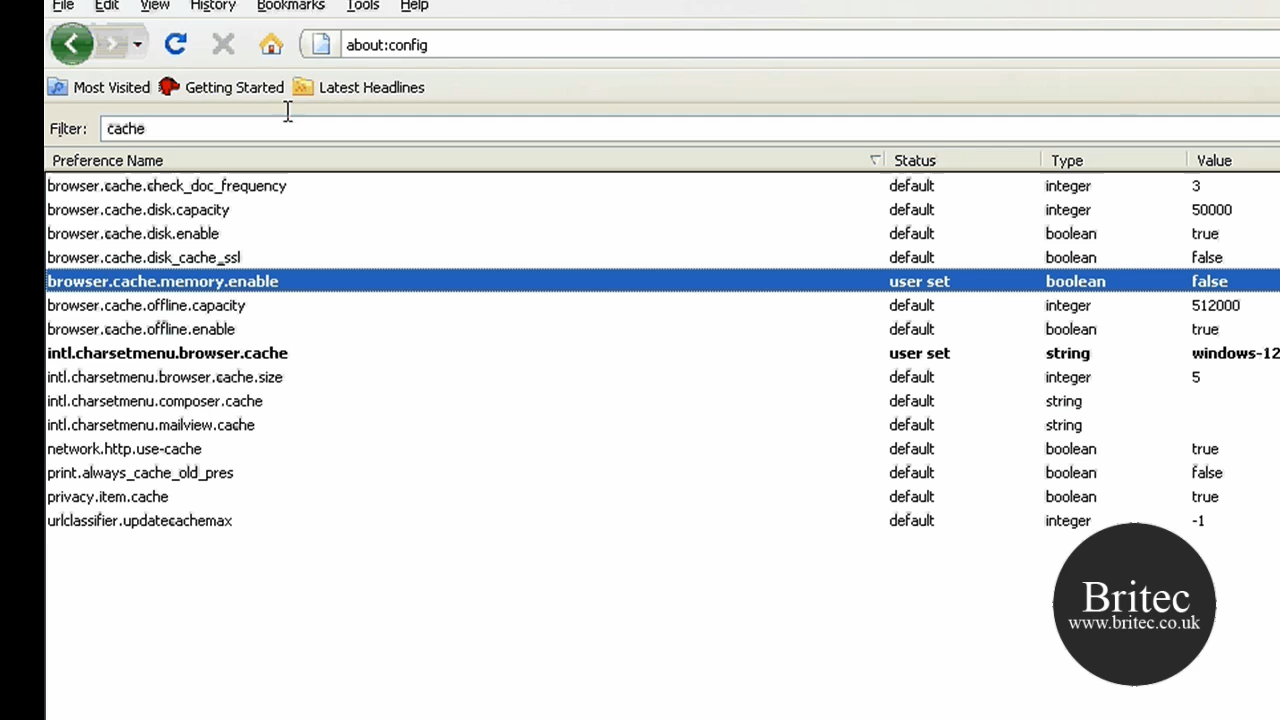 File Edit View History Bookmarks Tools Help
about:config
Most Visited Getting Started Latest Headlines
Filter: cache
Preference Name Status Type Value
browser.cache.check_doc_frequency default integer 3
browser.cache.disk.capacity default integer 50000
browser.cache.disk.enable default boolean true
browser.cache.disk_cache_ssl default boolean false
browser.cache.memory.enable user set boolean false
browser.cache.offline.capacity default integer 512000
browser.cache.offline.enable default boolean true
intl.charsetmenu.browser.cache user set string windows-12
intl.charsetmenu.browser.cache.size default integer 5
intl.charsetmenu.composer.cache default string
intl.charsetmenu.mailview.cache default string
network.http.use-cache default boolean true
print.always_cache_old_pres default boolean false
privacy.item.cache default boolean true
urlclassifier.updatecachemax default integer -1
Britec
www.britec.co.uk